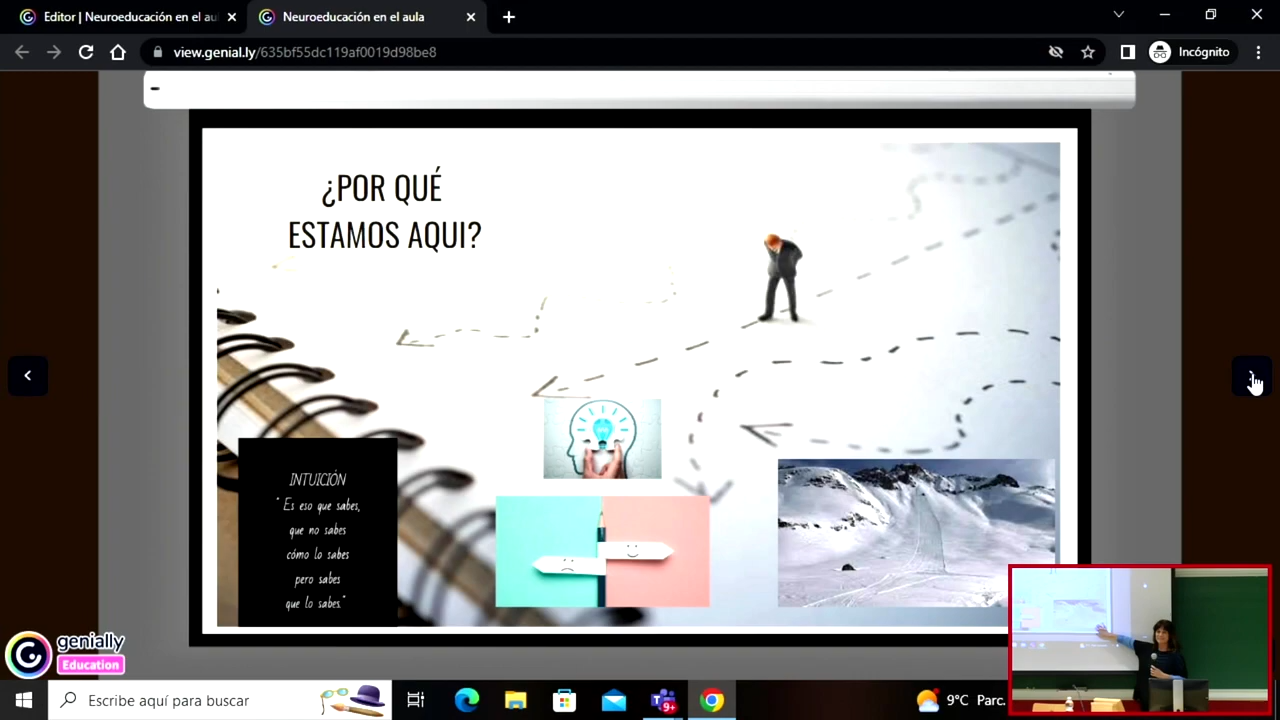 Editor | Neuroeducación en el au
Neuroeducación en el aula
view.genial.ly/635bf55dc119af0019d98be8
Incógnito
¿POR QUÉ
ESTAMOS AQUI?
INTUICIÓN
" Es eso que sabes,
que no sabes
cómo lo sabes
pero sabes
que lo sabes."
genially
Education
Escribe aquí para buscar
9+
9°C Parc.